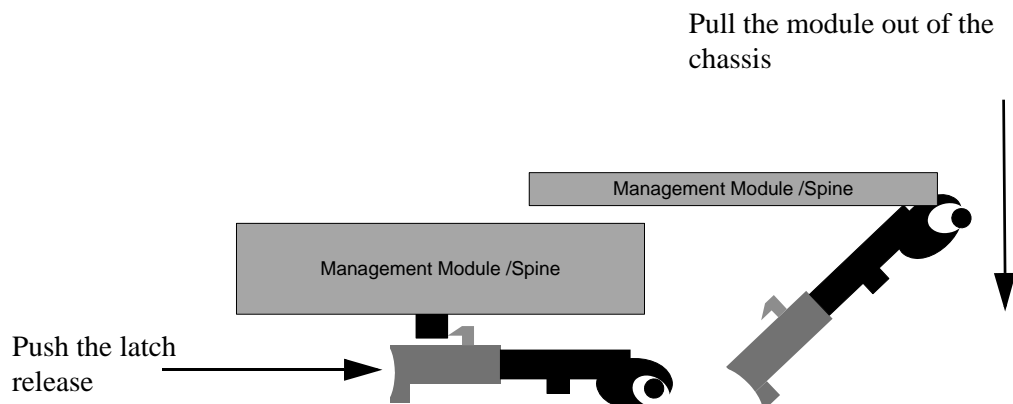 Pull the module out of the
chassis
Management Module /Spine
Management Module /Spine
Push the latch
release